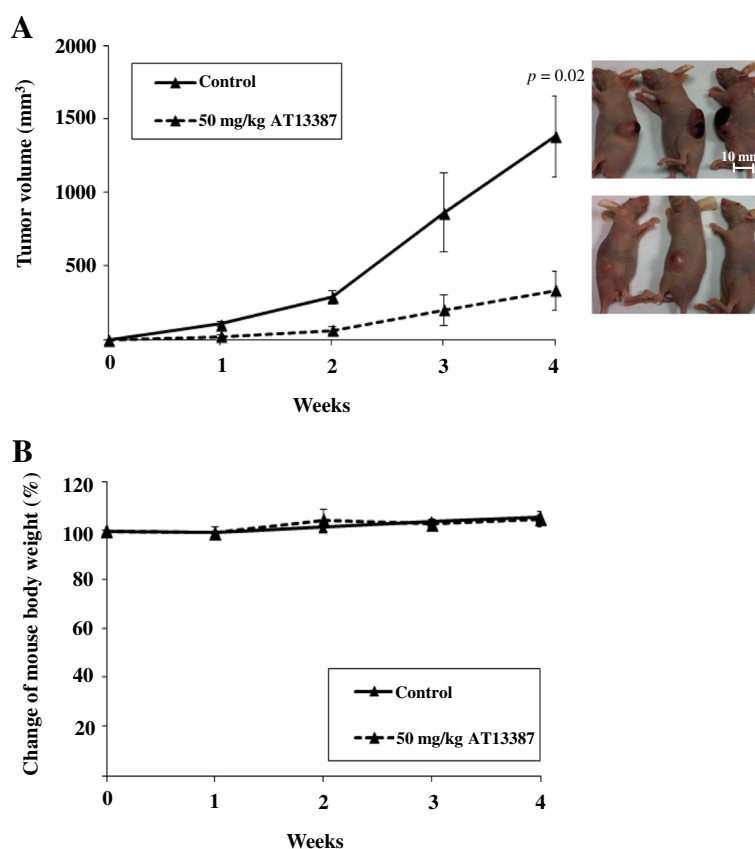 A
2000
1500
1000
500
Tumor volume (mm³)
Control
50 mg/kg AT13387
p = 0.02
10 mm
0 1 2 3 4
Weeks
B
120
100
80
60
40
20
Change of mouse body weight (%)
Control
50 mg/kg AT13387
0 1 2 3 4
Weeks